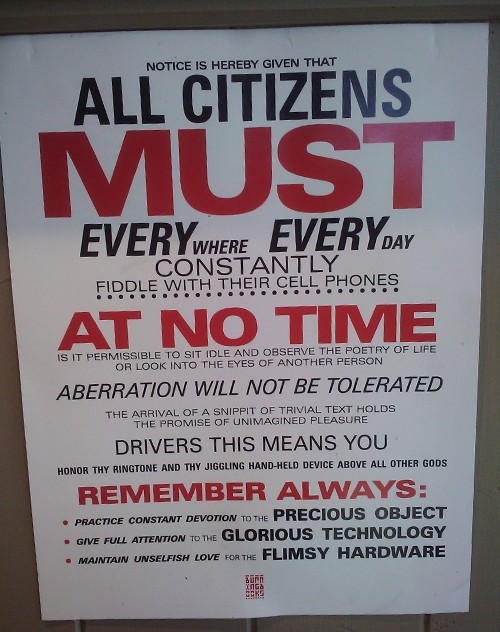 NOTICE IS HEREBY GIVEN THAT
ALL CITIZENS
MUST
EVERYWHERE EVERYDAY
CONSTANTLY
FIDDLE WITH THEIR CELL PHONES
AT NO TIME
IS IT PERMISSIBLE TO SIT IDLE AND OBSERVE THE POETRY OF LIFE
OR LOOK INTO THE EYES OF ANOTHER PERSON
ABERRATION WILL NOT BE TOLERATED
THE ARRIVAL OF A SNIPPIT OF TRIVIAL TEXT HOLDS
THE PROMISE OF UNIMAGINED PLEASURE
DRIVERS THIS MEANS YOU
HONOR THY RINGTONE AND THY JIGGLING HAND-HELD DEVICE ABOVE ALL OTHER GODS
REMEMBER ALWAYS:
• PRACTICE CONSTANT DEVOTION TO THE PRECIOUS OBJECT
• GIVE FULL ATTENTION TO THE GLORIOUS TECHNOLOGY
• MAINTAIN UNSELFISH LOVE FOR THE FLIMSY HARDWARE
BURN
ING B
OOKS